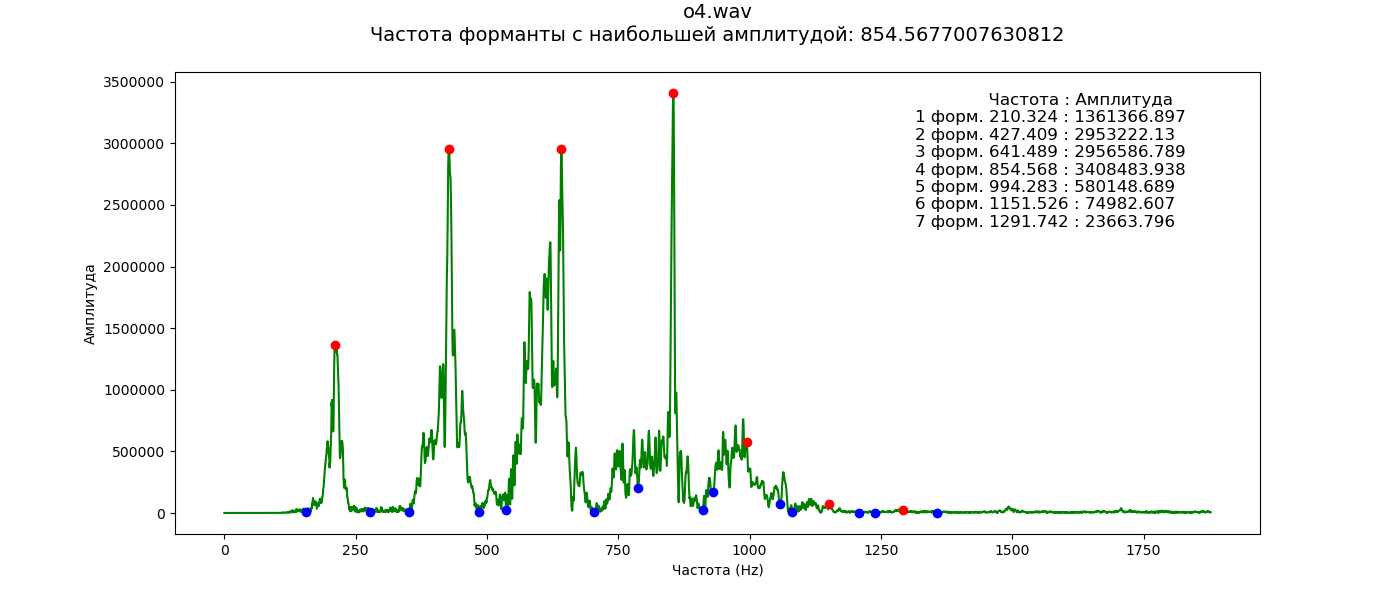 o4.wav
Частота форманты с наибольшей амплитудой: 854.5677007630812
Частота : Амплитуда
1 форм. 210.324 : 1361366.897
2 форм. 427.409 : 2953222.13
3 форм. 641.489 : 2956586.789
4 форм. 854.568 : 3408483.938
5 форм. 994.283 : 580148.689
6 форм. 1151.526 : 74982.607
7 форм. 1291.742 : 23663.796
Амплитуда
3500000
3000000
2500000
2000000
1500000
1000000
500000
0
0 250 500 750 1000 1250 1500 1750
Частота (Hz)